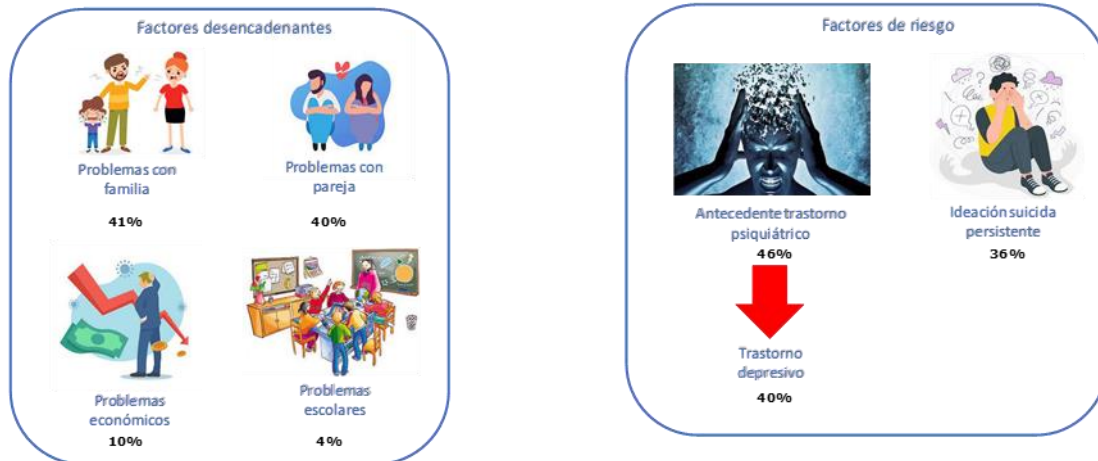 Factores desencadenantes
Problemas con
familia
41%
Problemas con
pareja
40%
Problemas
económicos
10%
Problemas
escolares
4%
Factores de riesgo
Antecedente trastorno
psiquiátrico
46%
Ideación suicida
persistente
36%
Trastorno
depresivo
40%